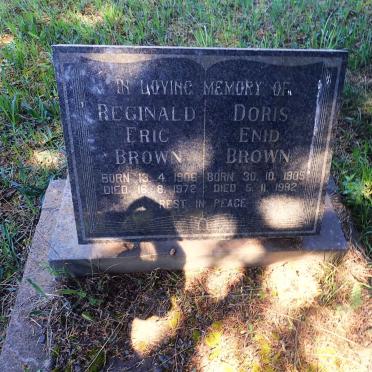 IN LOVING MEMORY OF
REGINALD
ERIC
BROWN
BORN 13.4.1906
DIED 16.8.1972
DORIS
ENID
BROWN
BORN 30.10.1905
DIED 5.11.1982
REST IN PEACE